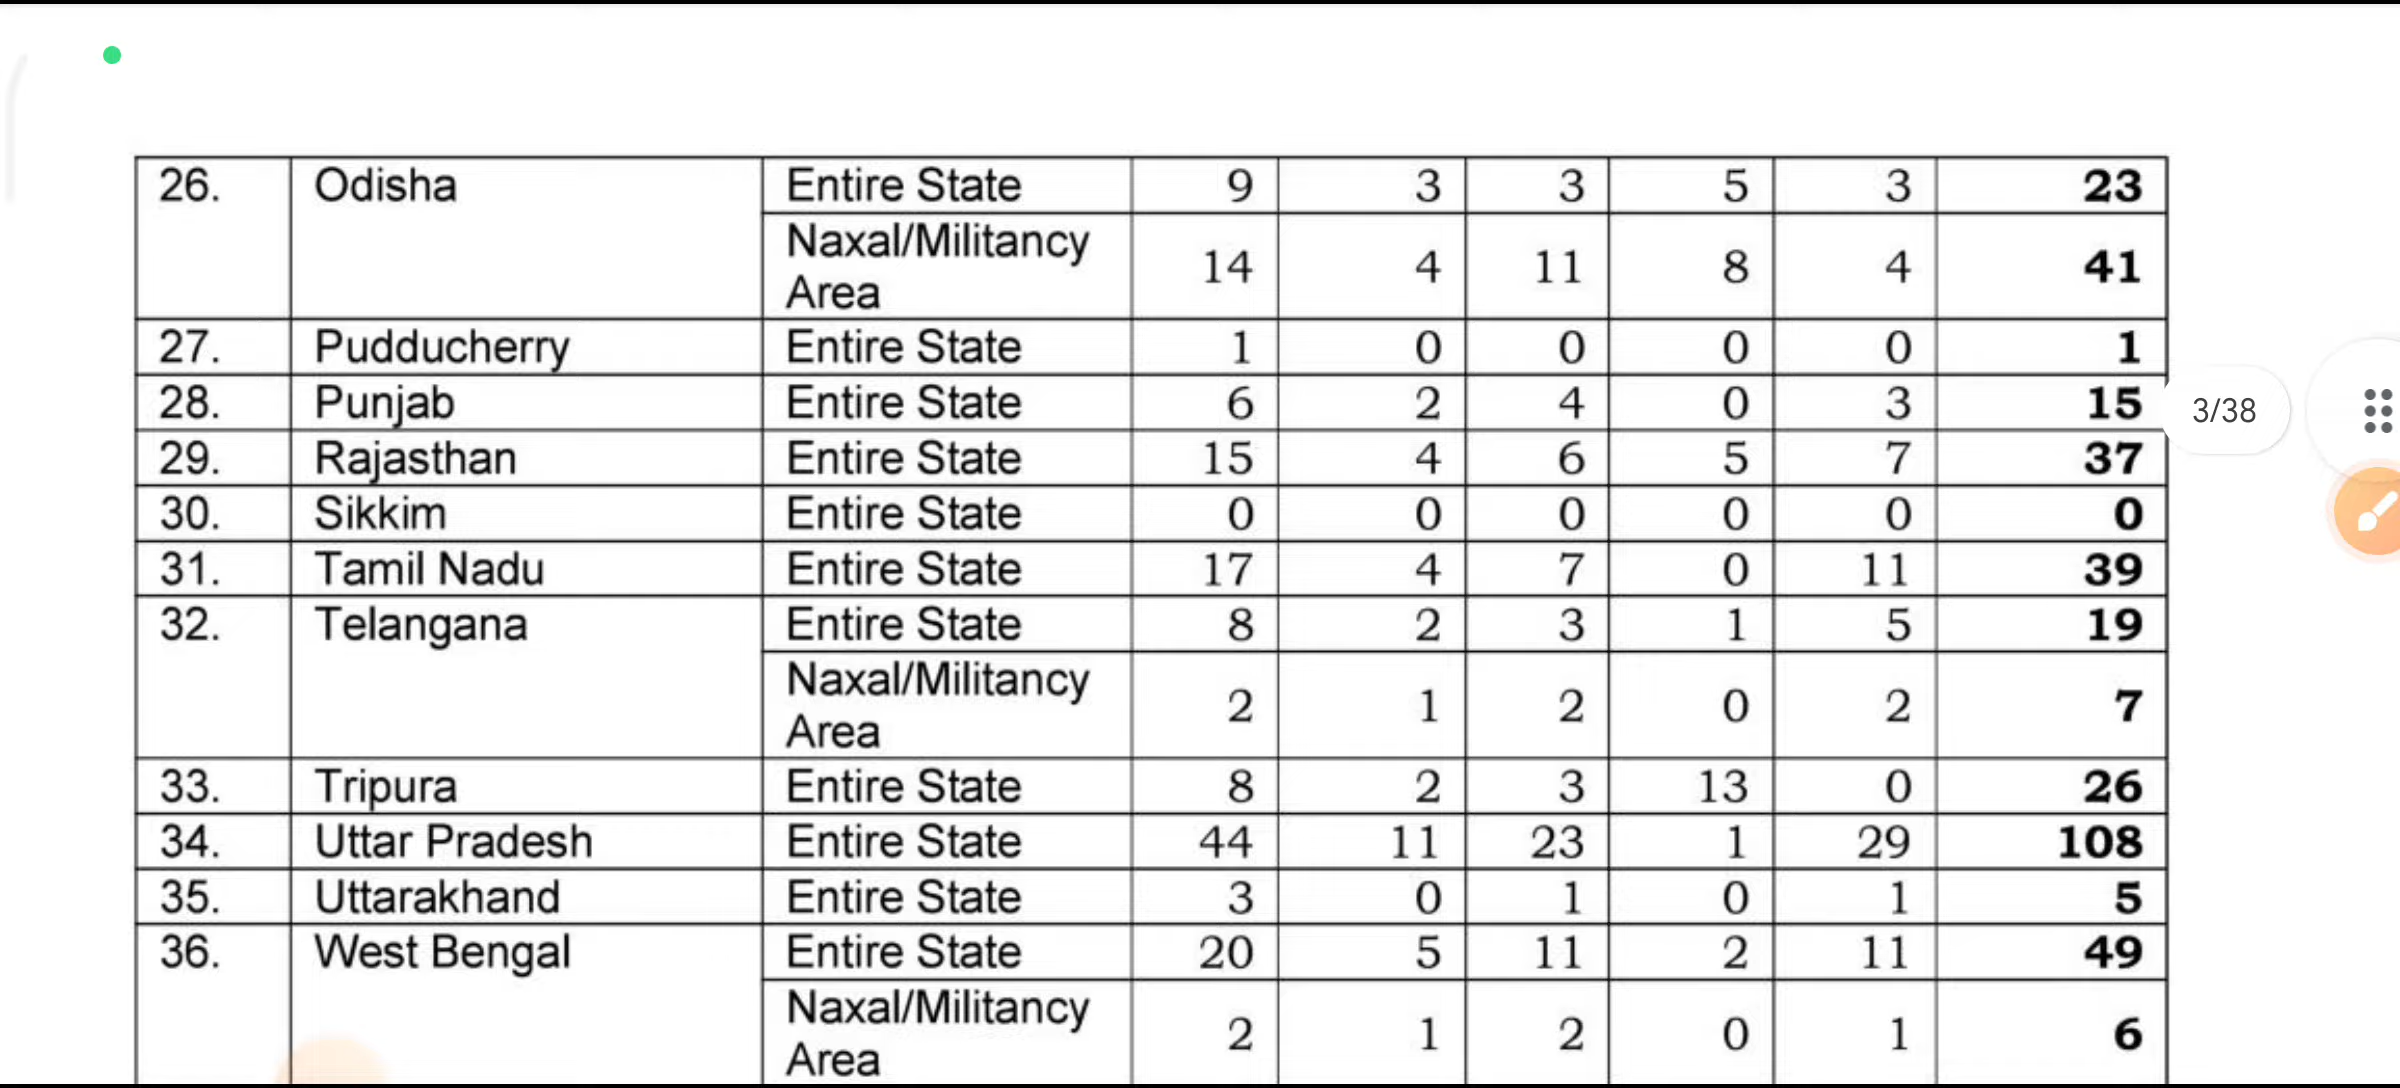 26. Odisha Entire State 9 3 3 5 3 23
Naxal/Militancy
Area 14 4 11 8 4 41
27. Pudducherry Entire State 1 0 0 0 0 1
28. Punjab Entire State 6 2 4 0 3 15
3/38
29. Rajasthan Entire State 15 4 6 5 7 37
30. Sikkim Entire State 0 0 0 0 0 0
31. Tamil Nadu Entire State 17 4 7 0 11 39
32. Telangana Entire State 8 2 3 1 5 19
Naxal/Militancy
Area 2 1 2 0 2 7
33. Tripura Entire State 8 2 3 13 0 26
34. Uttar Pradesh Entire State 44 11 23 1 29 108
35. Uttarakhand Entire State 3 0 1 0 1 5
36. West Bengal Entire State 20 5 11 2 11 49
Naxal/Militancy
Area 2 1 2 0 1 6